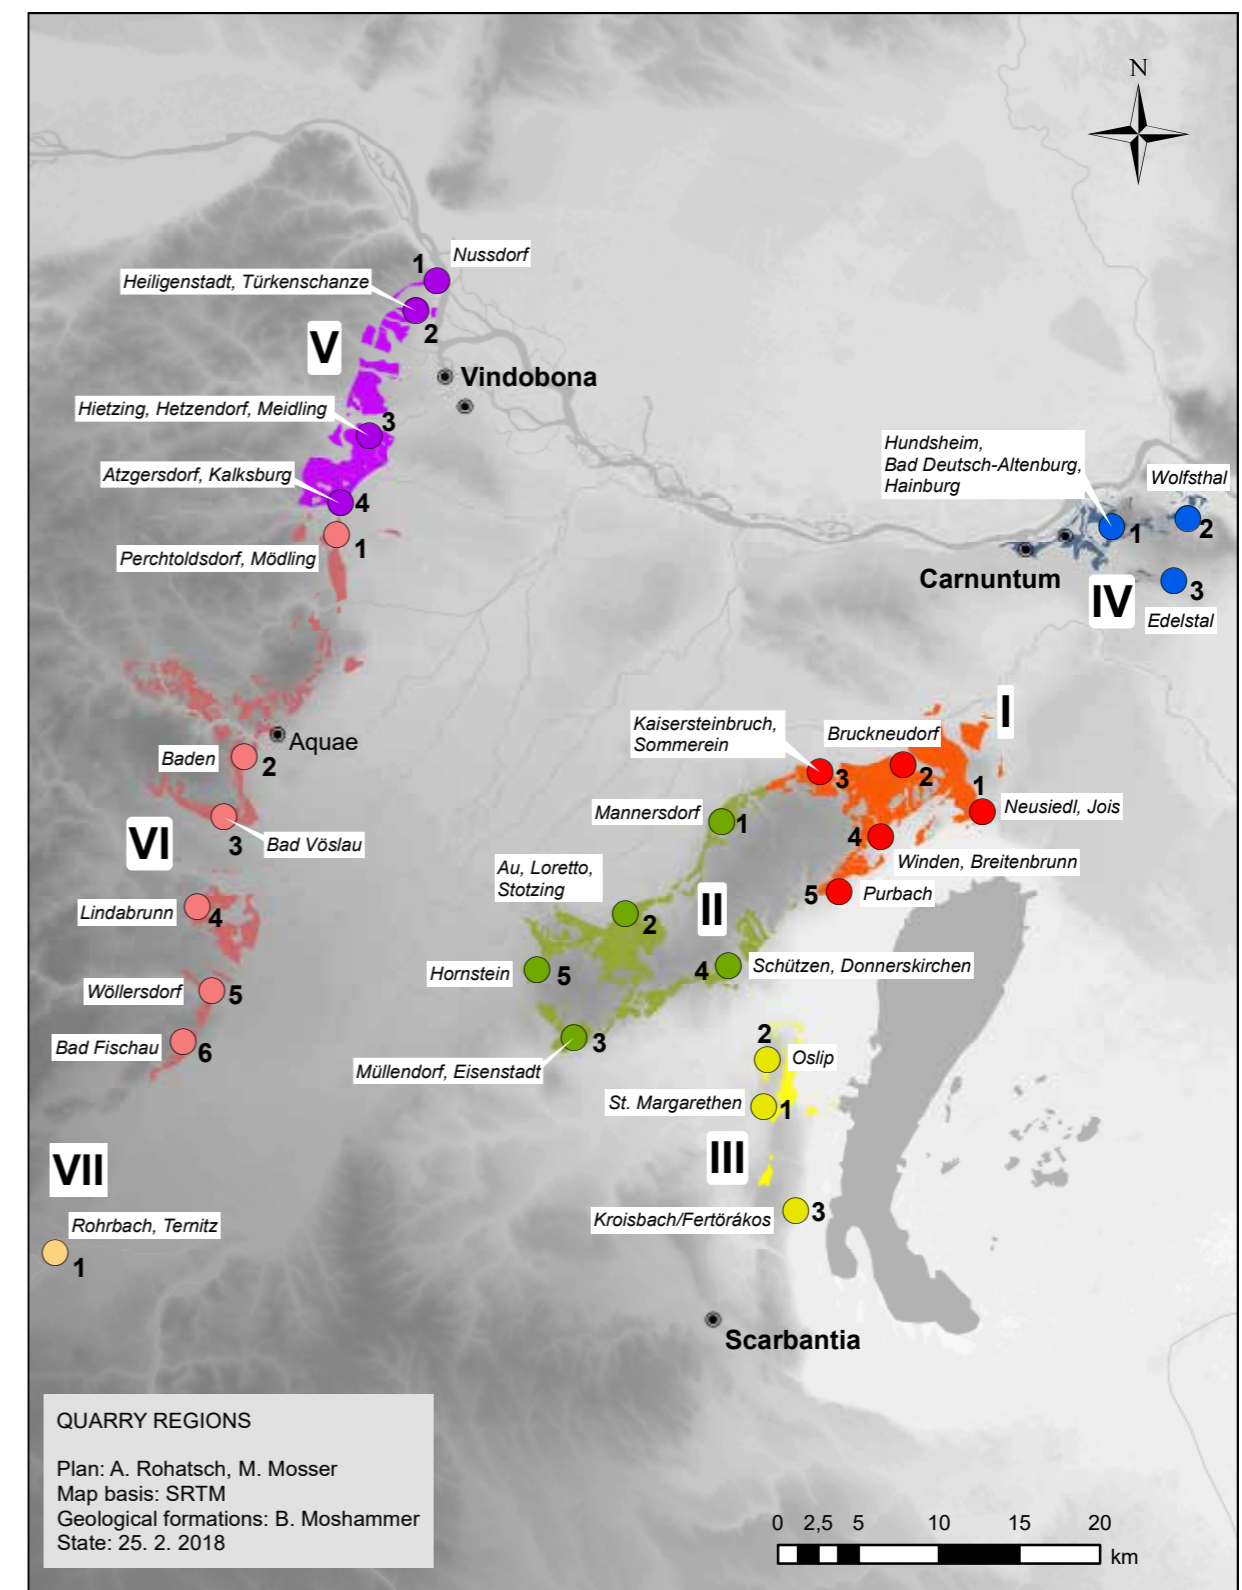 N
Nussdorf
1
Heiligenstadt, Türkenschanze
2
V
Vindobona
Hietzing, Hetzendorf, Meidling
3
Atzgersdorf, Kalksburg
4
1
Perchtoldsdorf, Mödling
Hundsheim,
Bad Deutsch-Altenburg,
Hainburg
Wolfsthal
1
2
Carnuntum
IV
3
Edelstal
Aquae
Baden
2
VI
3
Bad Vöslau
Lindabrunn
4
Wöllersdorf
5
Bad Fischau
6
I
Kaisersteinbruch,
Sommerein
Bruckneudorf
3
2
1
Neusiedl, Jois
Mannersdorf
1
4
Winden, Breitenbrunn
Au, Loretto,
Stotzing
5
Purbach
II
2
Hornstein
5
4
Schützen, Donnerskirchen
3
Müllendorf, Eisenstadt
2
Oslip
St. Margarethen
1
III
Kroisbach/Fertörákos
3
VII
Rohrbach, Ternitz
1
Scarbantia
QUARRY REGIONS
Plan: A. Rohatsch, M. Mosser
Map basis: SRTM
Geological formations: B. Moshammer
State: 25. 2. 2018
0 2,5 5 10 15 20
km